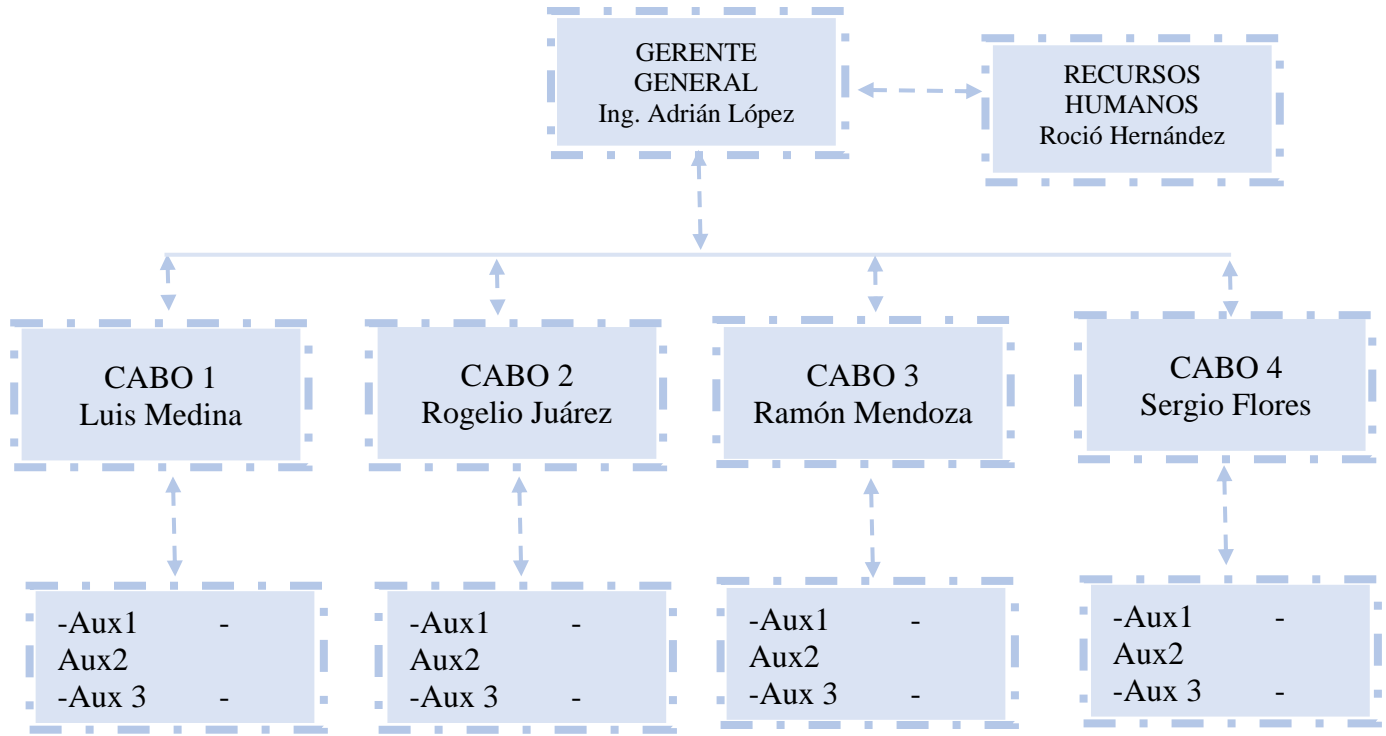 GERENTE
GENERAL
Ing. Adrián López
RECURSOS
HUMANOS
Roció Hernández
CABO 1
Luis Medina
CABO 2
Rogelio Juárez
CABO 3
Ramón Mendoza
CABO 4
Sergio Flores
-Aux1 -
Aux2
-Aux 3 -
-Aux1 -
Aux2
-Aux 3 -
-Aux1 -
Aux2
-Aux 3 -
-Aux1 -
Aux2
-Aux 3 -